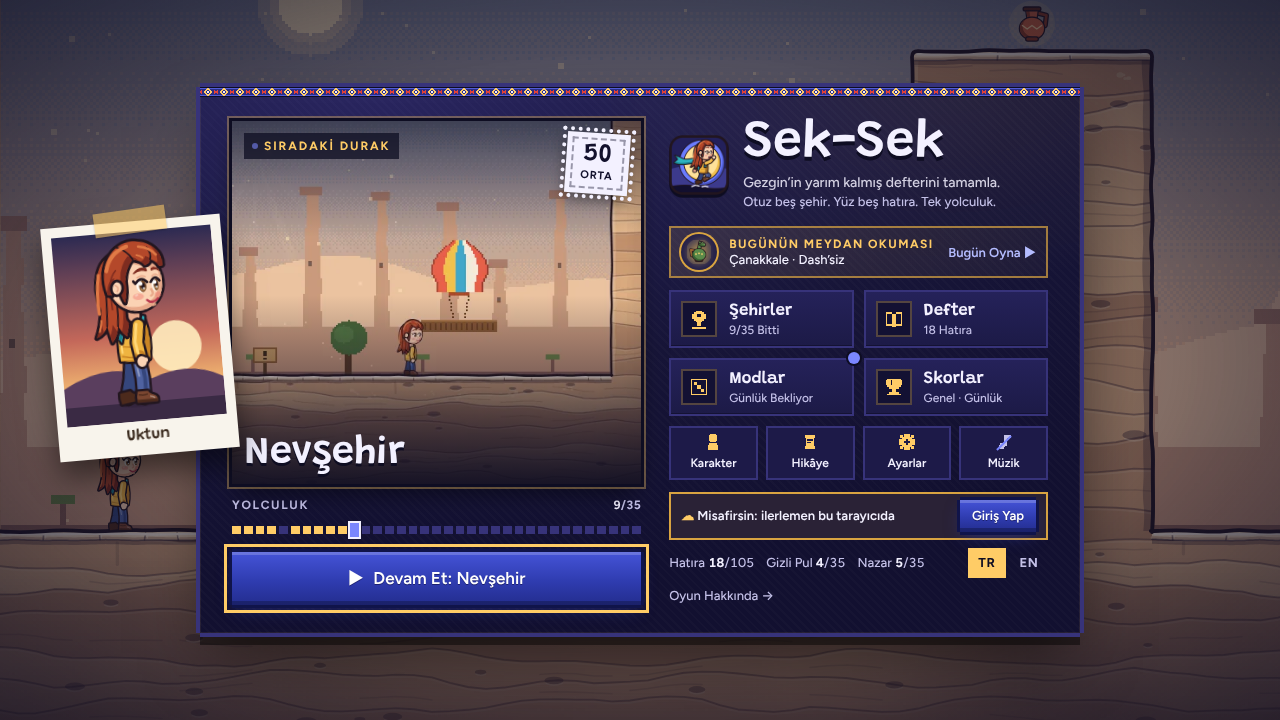 SIRADAKİ DURAK
50
ORTA
Uktun
Nevşehir
YOLCULUK
9/35
▶ Devam Et: Nevşehir
Sek-Sek
Gezgin’in yarım kalmış defterini tamamla.
Otuz beş şehir. Yüz beş hatıra. Tek yolculuk.
BUGÜNÜN MEYDAN OKUMASI
Çanakkale · Dash’siz
Bugün Oyna ▶
Şehirler
9/35 Bitti
Defter
18 Hatıra
Modlar
Günlük Bekliyor
Skorlar
Genel · Günlük
Karakter
Hikâye
Ayarlar
Müzik
☁ Misafirsin: ilerlemen bu tarayıcıda
Giriş Yap
Hatıra 18/105 Gizli Pul 4/35 Nazar 5/35
TR
EN
Oyun Hakkında →